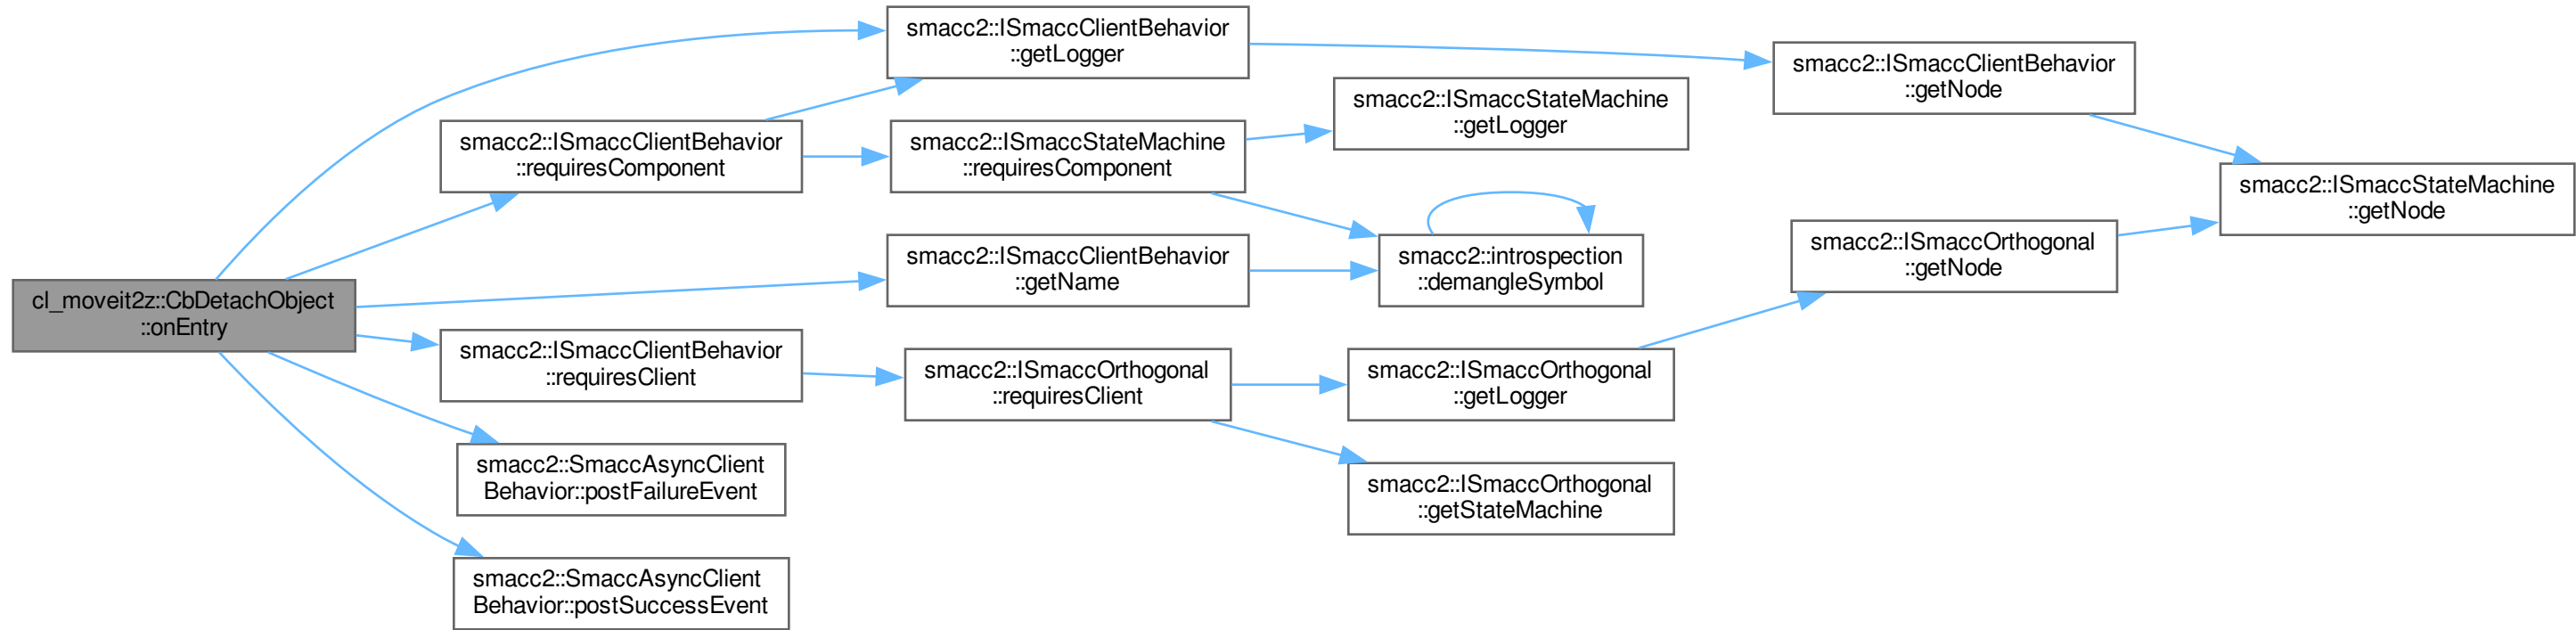 cl_moveit2z::CbDetachObject
::onEntry
smacc2::ISmaccClientBehavior
::getLogger
smacc2::ISmaccClientBehavior
::requiresComponent
smacc2::ISmaccClientBehavior
::getName
smacc2::ISmaccClientBehavior
::requiresClient
smacc2::SmaccAsyncClient
Behavior::postFailureEvent
smacc2::SmaccAsyncClient
Behavior::postSuccessEvent
smacc2::ISmaccStateMachine
::requiresComponent
smacc2::ISmaccOrthogonal
::requiresClient
smacc2::ISmaccStateMachine
::getLogger
smacc2::introspection
::demangleSymbol
smacc2::ISmaccOrthogonal
::getLogger
smacc2::ISmaccOrthogonal
::getStateMachine
smacc2::ISmaccClientBehavior
::getNode
smacc2::ISmaccOrthogonal
::getNode
smacc2::ISmaccStateMachine
::getNode